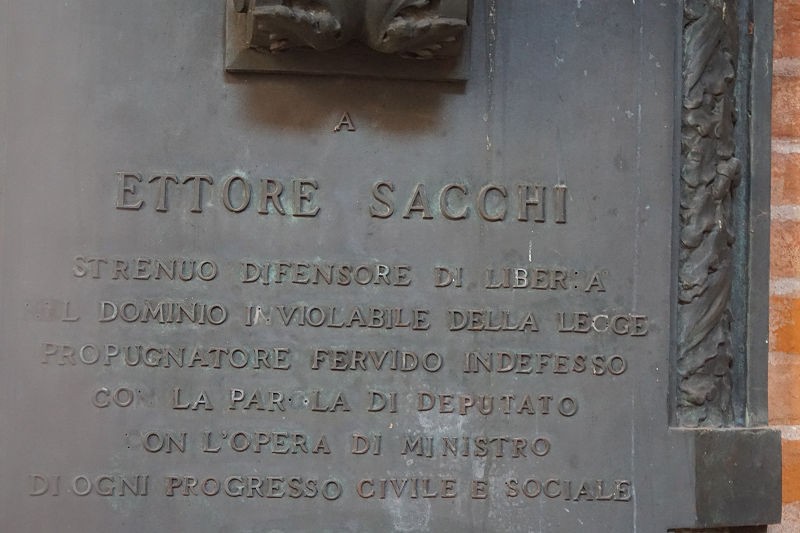 A
ETTORE SACCHI
STRENUO DIFENSORE DI LIBERTA
NEL DOMINIO INVIOLABILE DELLA LEGGE
PROPUGNATORE FERVIDO INDEFESSO
CON LA PAROLA DI DEPUTATO
CON L'OPERA DI MINISTRO
DI OGNI PROGRESSO CIVILE E SOCIALE